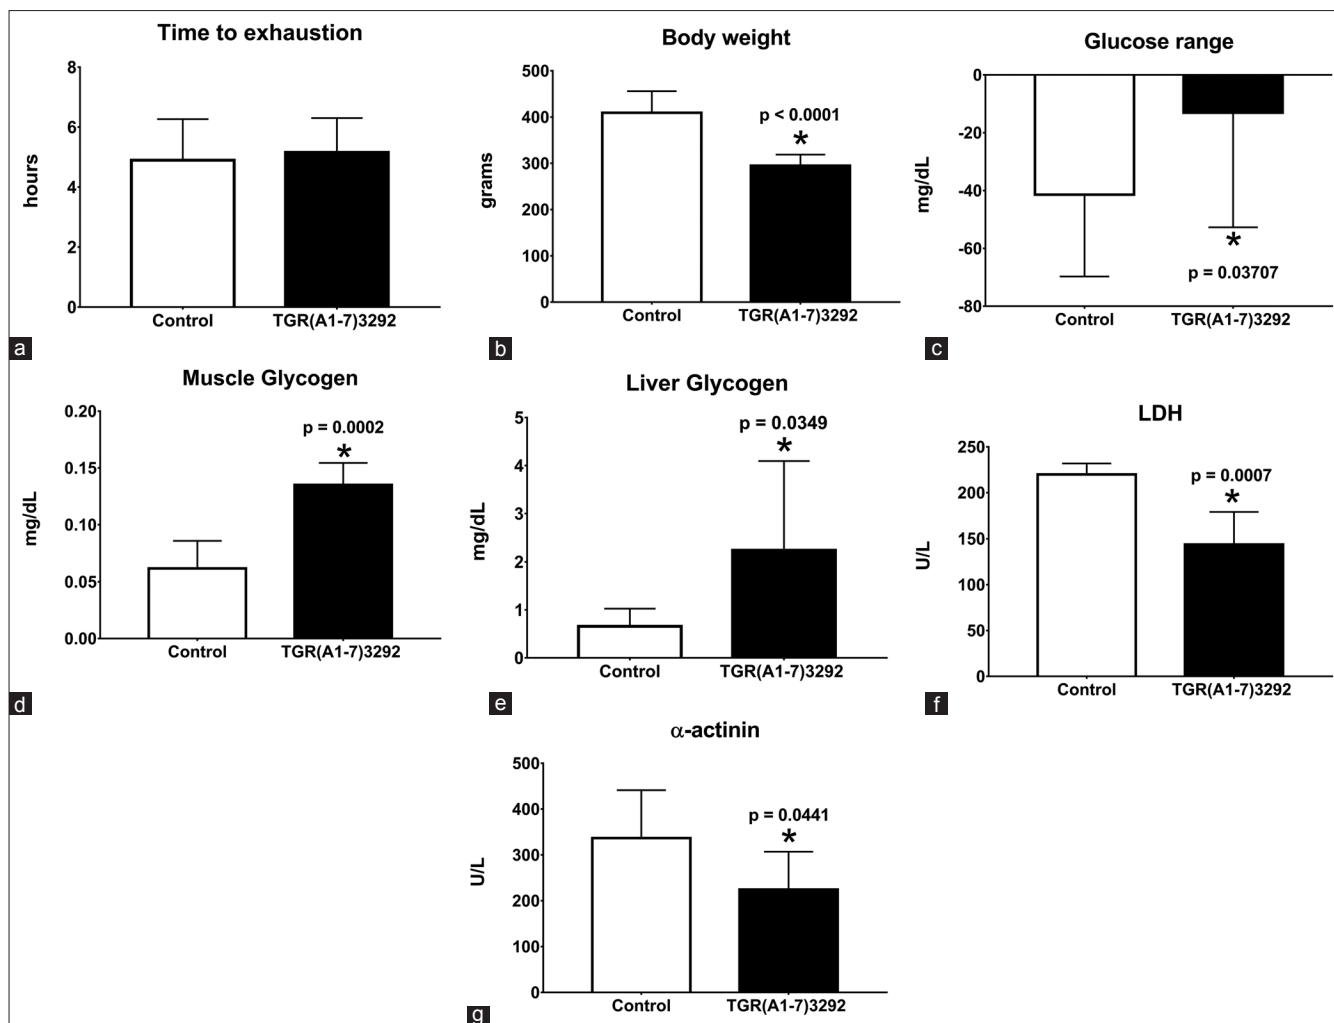 Time to exhaustion
8
6
4
2
0
hours
Control
TGR(A1-7)3292
a
Body weight
500
400
300
200
100
0
grams
p < 0.0001
*
Control
TGR(A1-7)3292
b
Glucose range
0
-20
-40
-60
-80
mg/dL
*
p = 0.03707
Control
TGR(A1-7)3292
c
Muscle Glycogen
0.20
0.15
0.10
0.05
0.00
mg/dL
p = 0.0002
*
Control
TGR(A1-7)3292
d
Liver Glycogen
5
4
3
2
1
0
mg/dL
p = 0.0349
*
Control
TGR(A1-7)3292
e
LDH
250
200
150
100
50
0
U/L
p = 0.0007
*
Control
TGR(A1-7)3292
f
α-actinin
500
400
300
200
100
0
U/L
p = 0.0441
*
Control
TGR(A1-7)3292
g